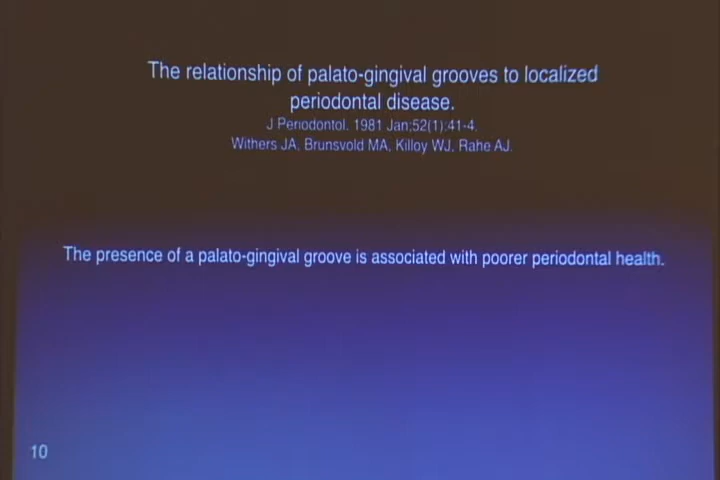 The relationship of palato-gingival grooves to localized
periodontal disease.
J Periodontol. 1981 Jan;52(1):41-4.
Withers JA, Brunsvold MA, Killoy WJ, Rahe AJ.
The presence of a palato-gingival groove is associated with poorer periodontal health.
10